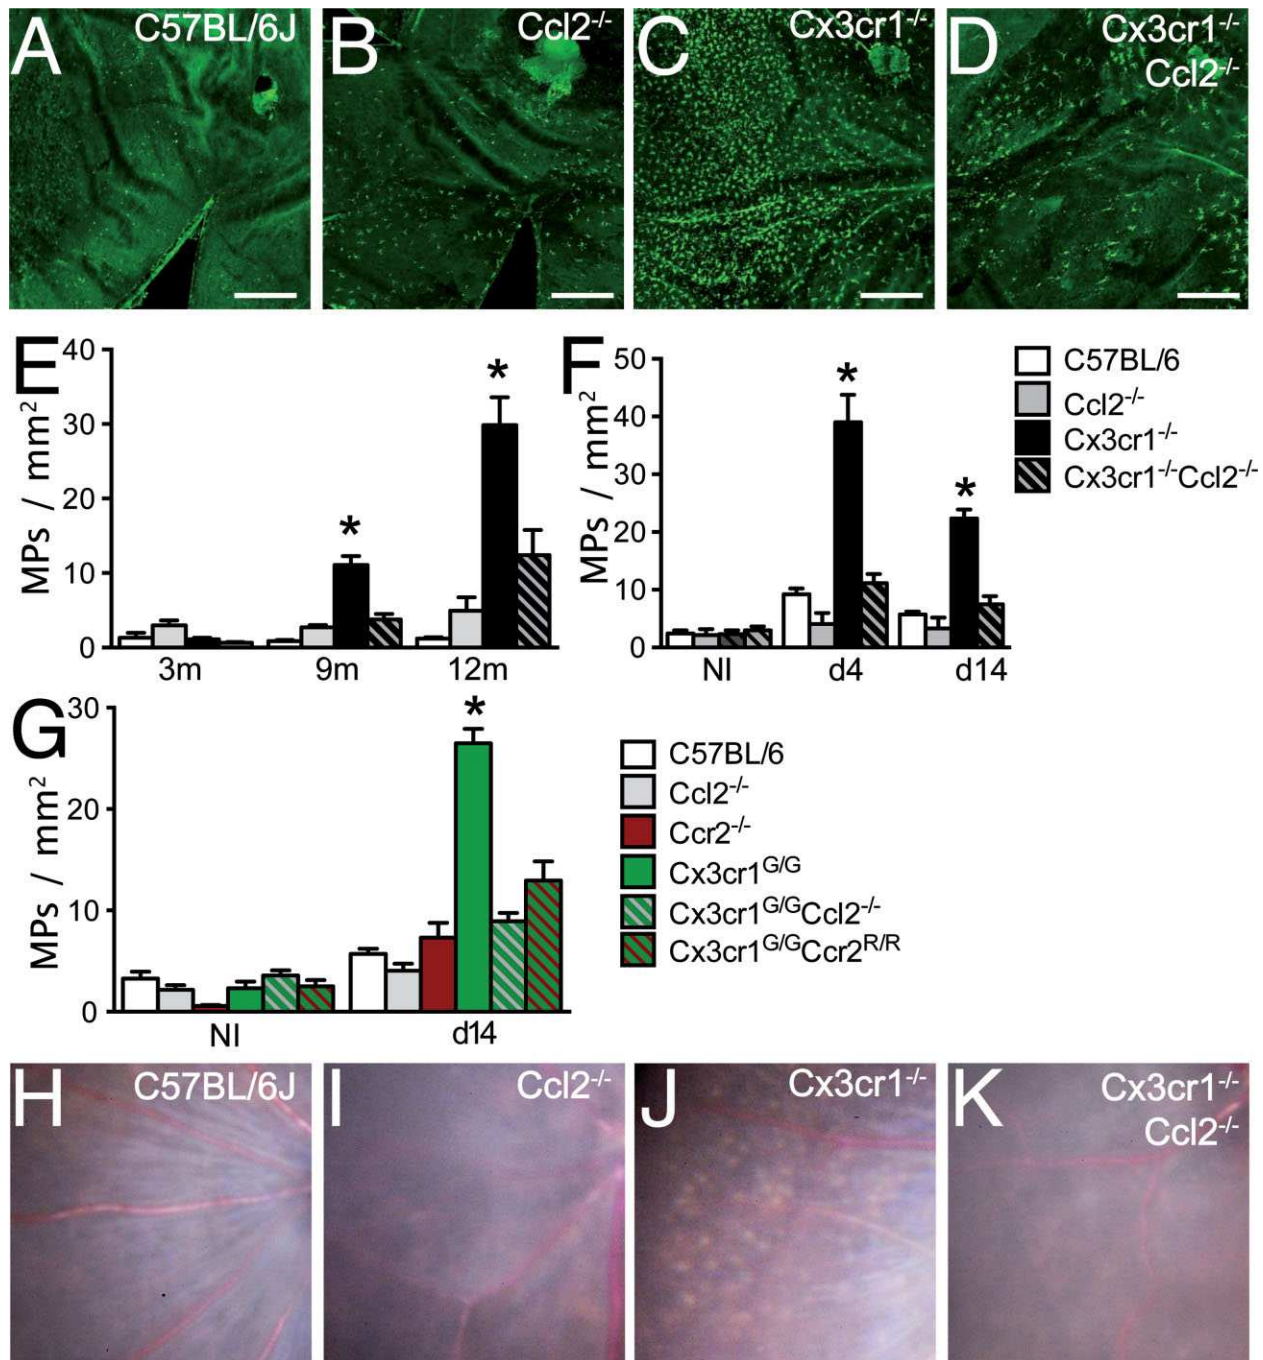 A C57BL/6J
B Ccl2-/-
C Cx3cr1-/-
D Cx3cr1-/-
Ccl2-/-
E
40
30
20
10
0
MPs / mm²
3m 9m 12m
*
*
F
50
40
30
20
10
0
MPs / mm²
NI d4 d14
*
*
C57BL/6
Ccl2-/-
Cx3cr1-/-
Cx3cr1-/-Ccl2-/-
G
30
20
10
0
MPs / mm²
NI d14
*
C57BL/6
Ccl2-/-
Ccr2-/-
Cx3cr1G/G
Cx3cr1G/GCcl2-/-
Cx3cr1G/GCcr2R/R
H C57BL/6J
I Ccl2-/-
J Cx3cr1-/-
K Cx3cr1-/-
Ccl2-/-